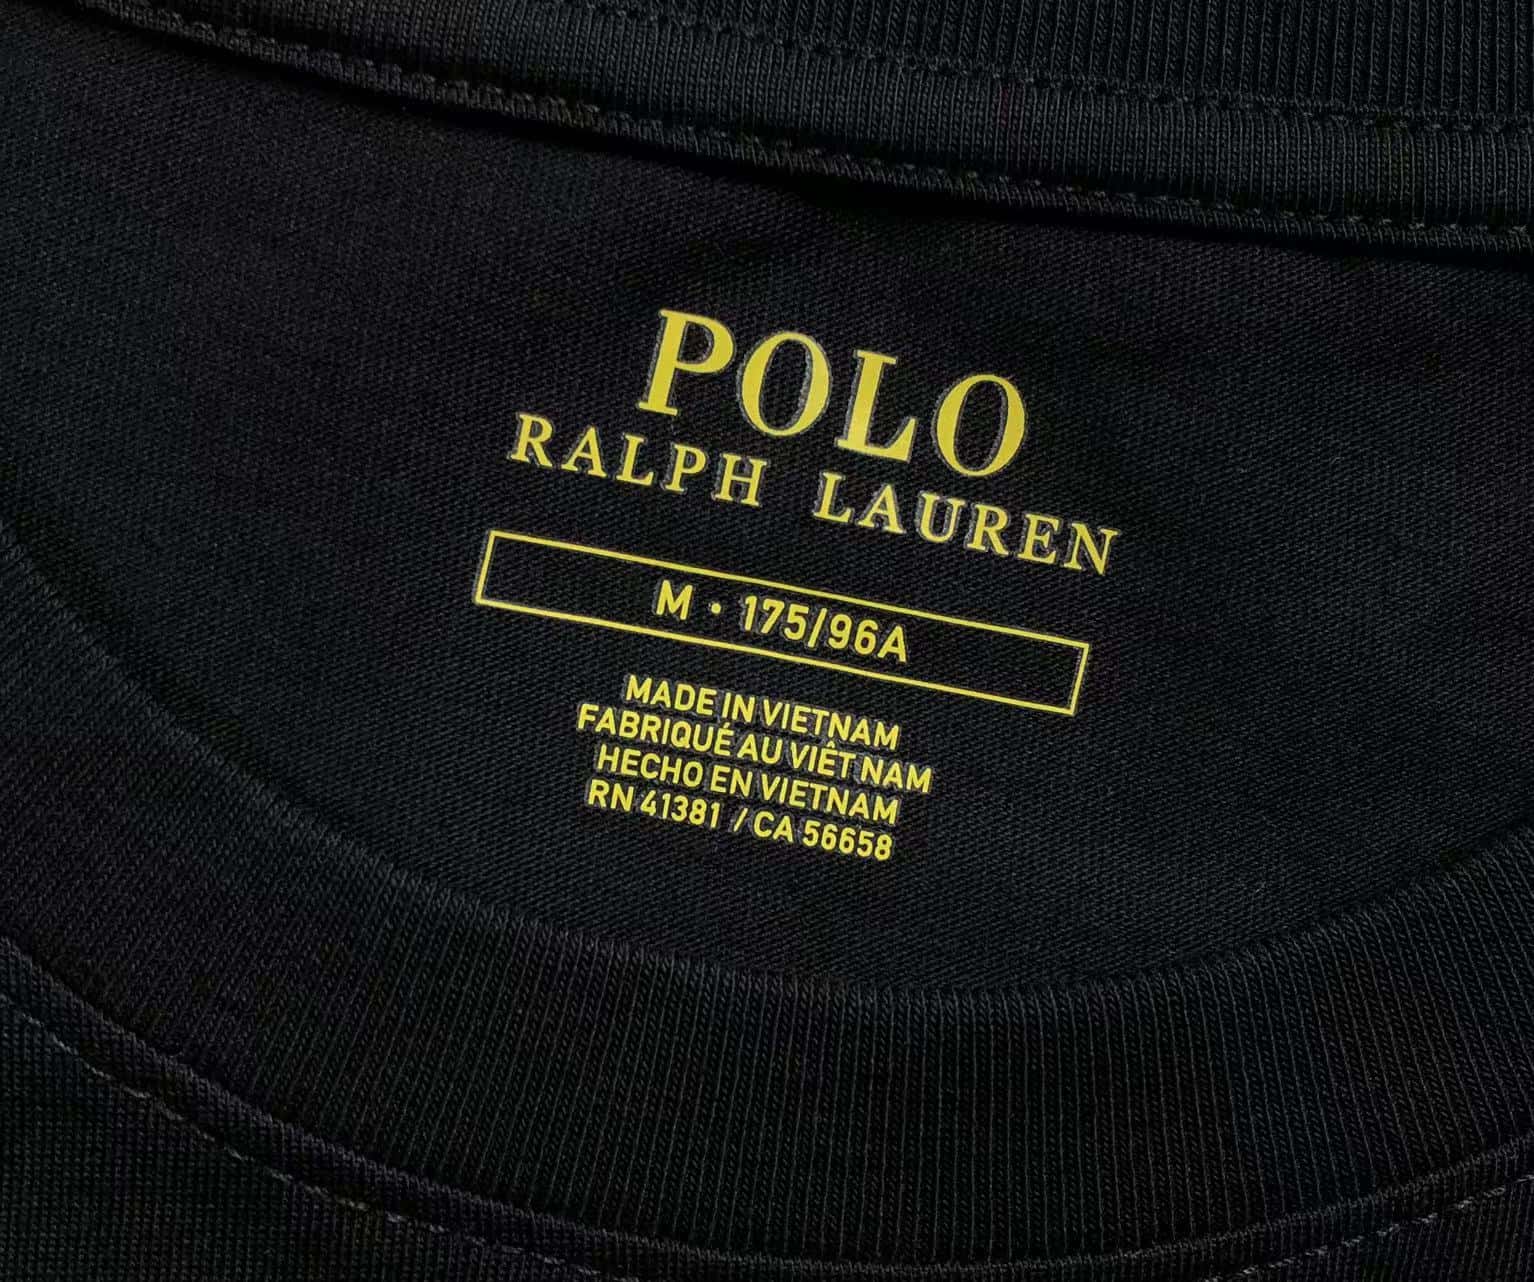 POLO
RALPH LAUREN
M • 175/96A
MADE IN VIETNAM
FABRIQUÉ AU VIÊT NAM
HECHO EN VIETNAM
RN 41381 / CA 56658